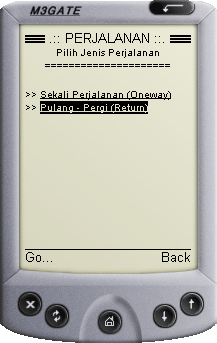 M3GATE
.:: PERJALANAN ::.
Pilih Jenis Perjalanan
=====================
>> Sekali Perjalanan (Oneway)
>> Pulang - Pergi (Return)
Go... Back